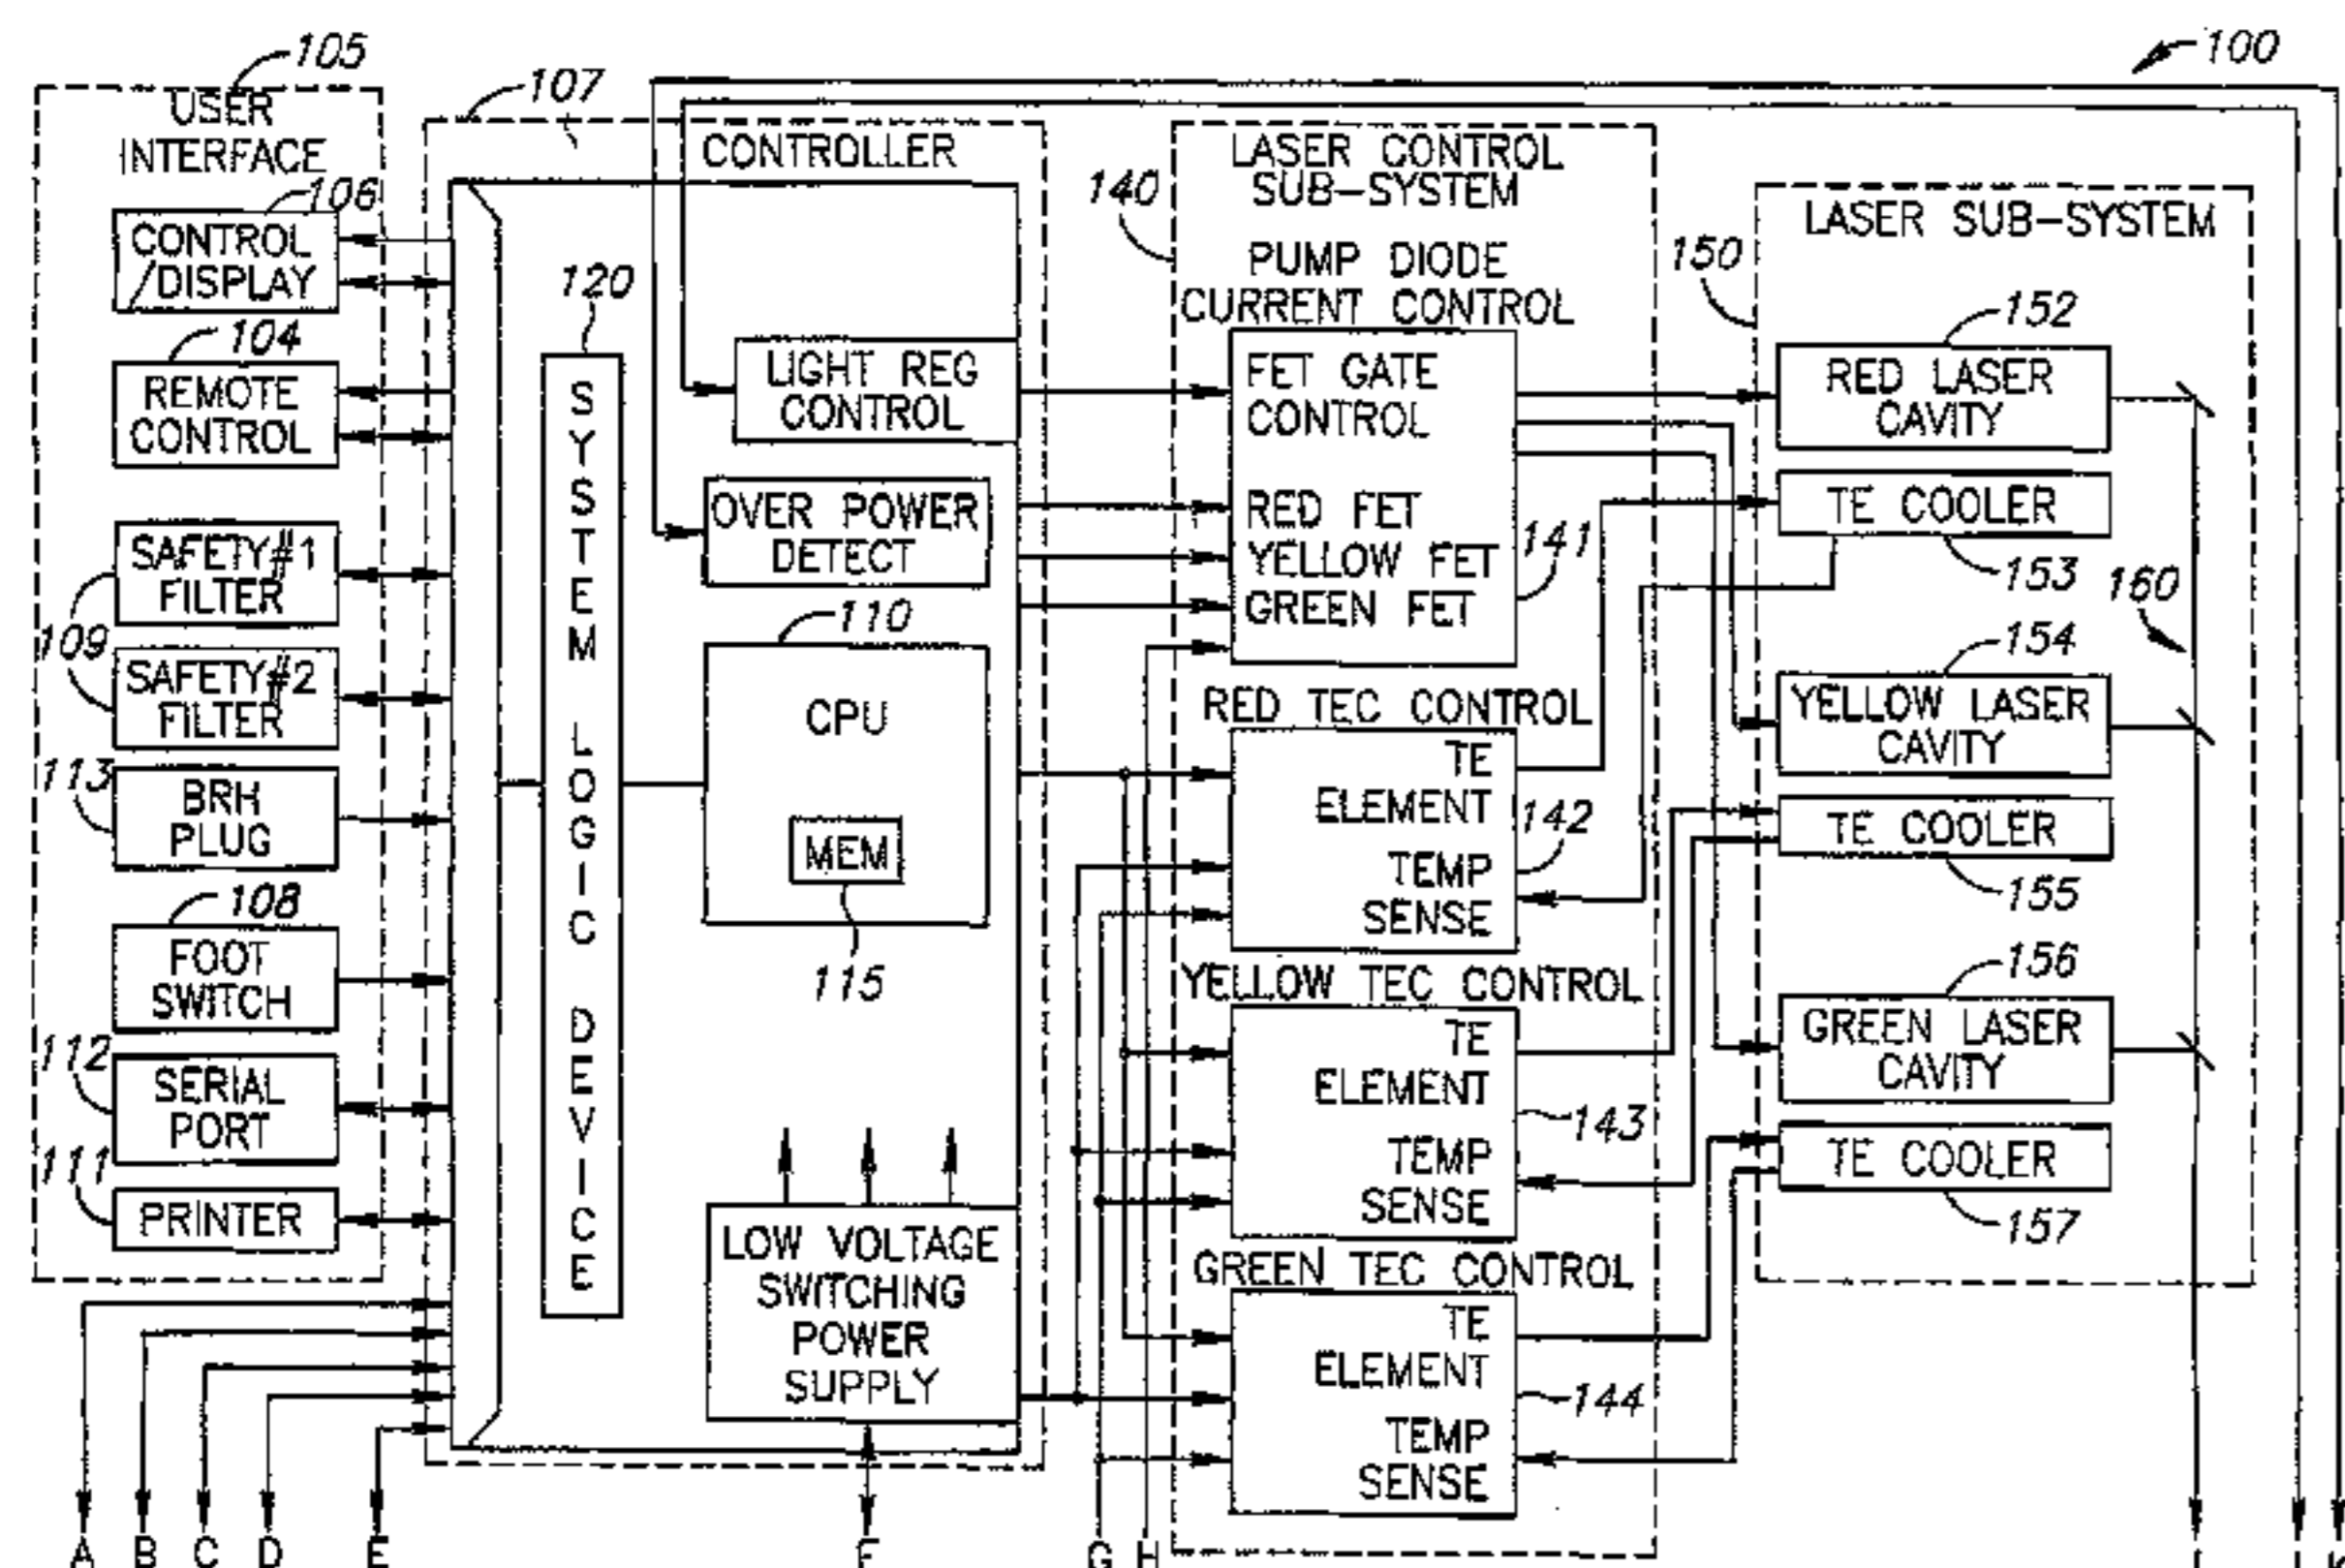 100
105
USER
INTERFACE
106
CONTROL
/DISPLAY
104
REMOTE
CONTROL
SAFETY#1
FILTER
109
SAFETY#2
FILTER
113
BRH
PLUG
108
FOOT
SWITCH
112
SERIAL
PORT
111
PRINTER
107
CONTROLLER
120
SYSTEM LOGIC DEVICE
LIGHT REG
CONTROL
OVER POWER
DETECT
110
CPU
MEM
115
LOW VOLTAGE
SWITCHING
POWER
SUPPLY
140
LASER CONTROL
SUB-SYSTEM
PUMP DIODE
CURRENT CONTROL
FET GATE
CONTROL
RED FET
YELLOW FET
GREEN FET
141
RED TEC CONTROL
TE
ELEMENT
142
TEMP
SENSE
YELLOW TEC CONTROL
TE
ELEMENT
143
TEMP
SENSE
GREEN TEC CONTROL
TE
ELEMENT
144
TEMP
SENSE
150
LASER SUB-SYSTEM
152
RED LASER
CAVITY
TE COOLER
153
160
154
YELLOW LASER
CAVITY
TE COOLER
155
156
GREEN LASER
CAVITY
TE COOLER
157
A B C D E F G H